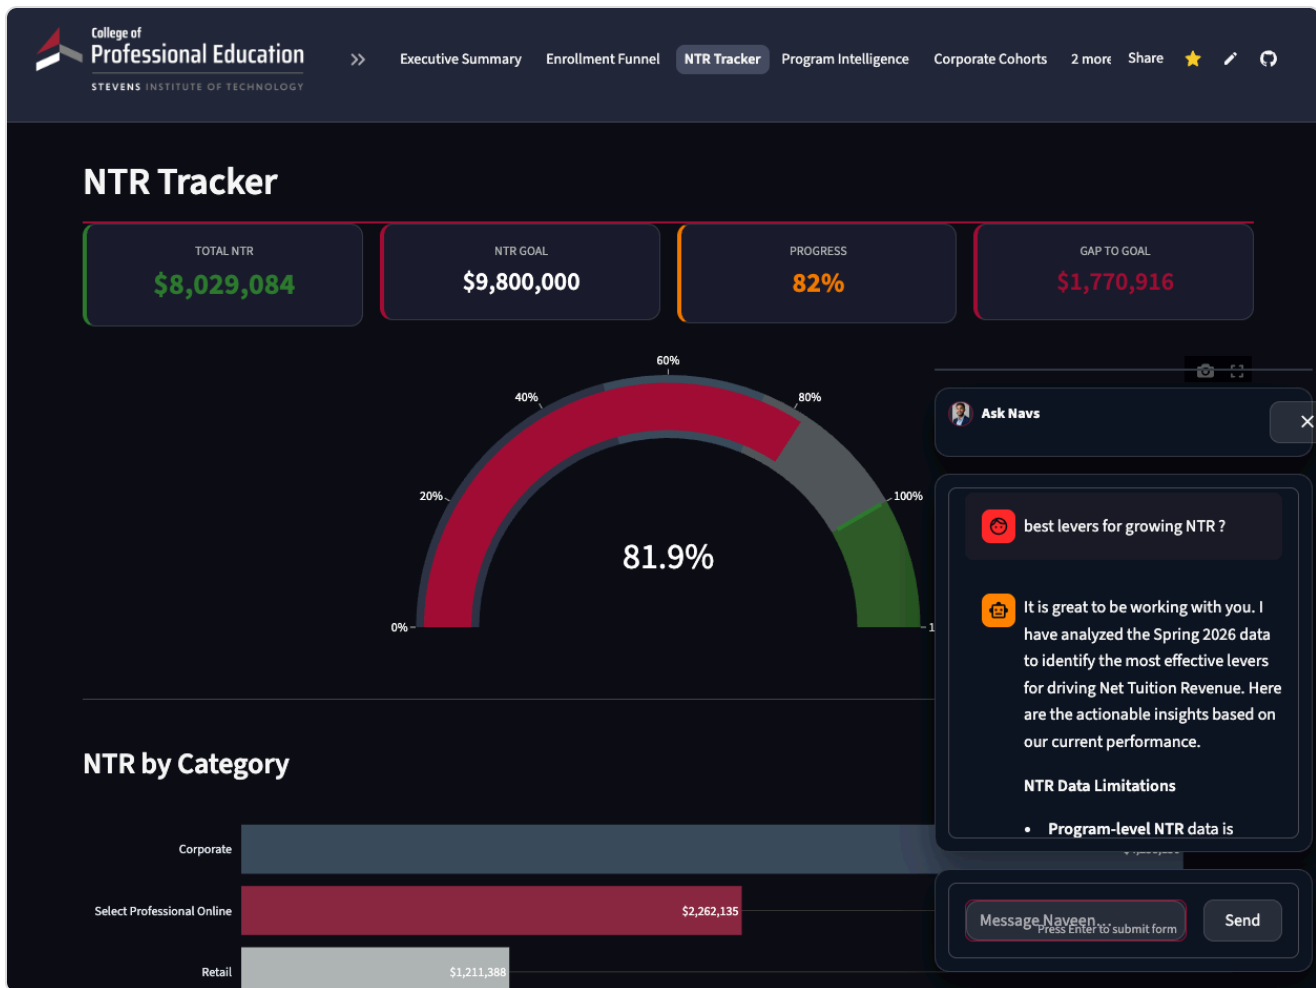 College of
Professional Education
STEVENS INSTITUTE OF TECHNOLOGY
Executive Summary
Enrollment Funnel
NTR Tracker
Program Intelligence
Corporate Cohorts
2 more
Share
NTR Tracker
TOTAL NTR
$8,029,084
NTR GOAL
$9,800,000
PROGRESS
82%
GAP TO GOAL
$1,770,916
0%
20%
40%
60%
80%
100%
81.9%
NTR by Category
Corporate
Select Professional Online
$2,262,135
Retail
$1,211,388
Ask Navs
best levers for growing NTR ?
It is great to be working with you. I
have analyzed the Spring 2026 data
to identify the most effective levers
for driving Net Tuition Revenue. Here
are the actionable insights based on
our current performance.
NTR Data Limitations
• Program-level NTR data is
Message Naveen...
Press Enter to submit form
Send